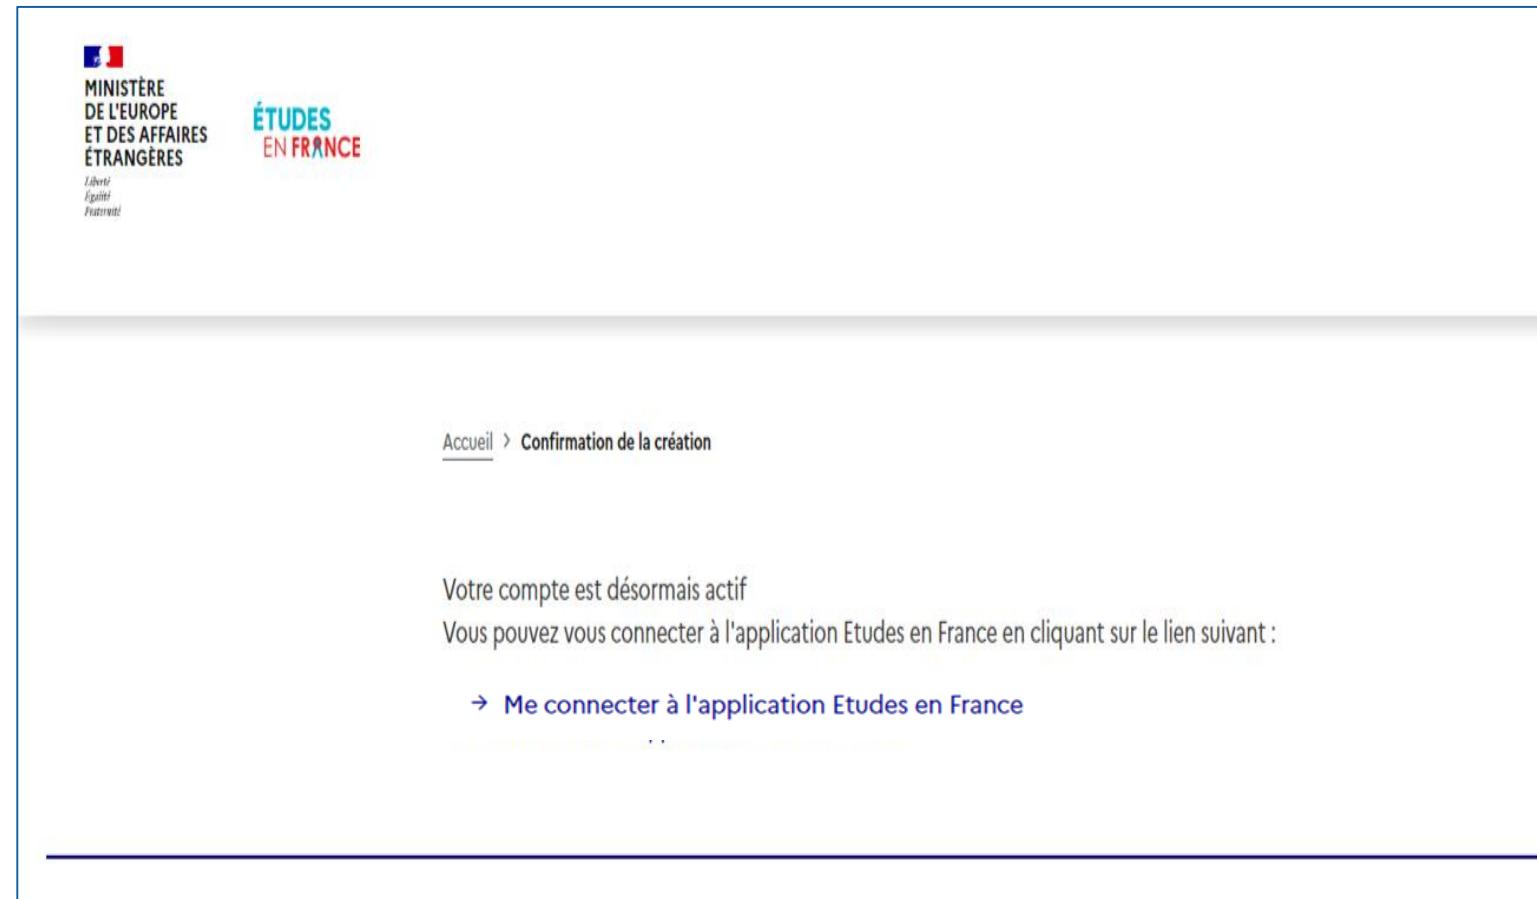 MINISTÈRE
DE L'EUROPE
ET DES AFFAIRES
ÉTRANGÈRES
Liberté
Égalité
Fraternité
ÉTUDES
EN FRANCE
Accueil > Confirmation de la création
Votre compte est désormais actif
Vous pouvez vous connecter à l'application Etudes en France en cliquant sur le lien suivant :
→ Me connecter à l'application Etudes en France